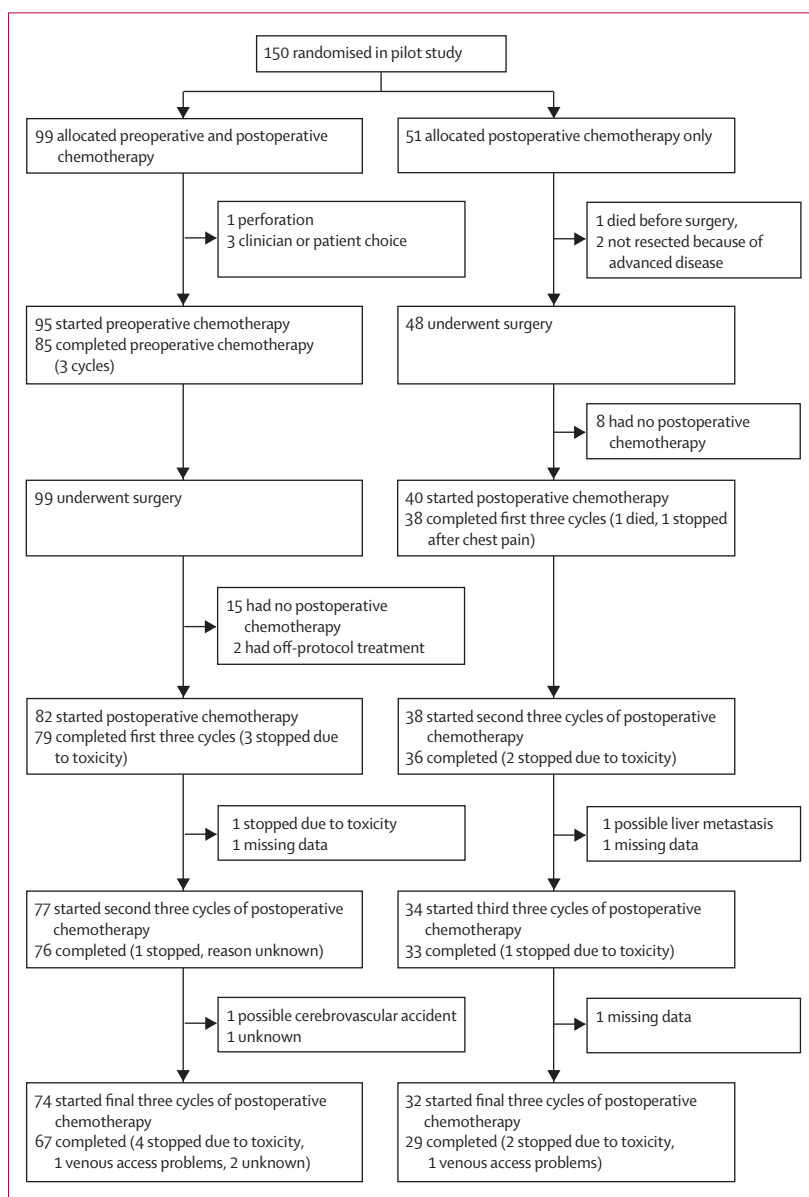 150 randomised in pilot study
99 allocated preoperative and postoperative
chemotherapy
51 allocated postoperative chemotherapy only
1 perforation
3 clinician or patient choice
1 died before surgery,
2 not resected because of
advanced disease
95 started preoperative chemotherapy
85 completed preoperative chemotherapy
(3 cycles)
48 underwent surgery
8 had no postoperative
chemotherapy
99 underwent surgery
40 started postoperative chemotherapy
38 completed first three cycles (1 died, 1 stopped
after chest pain)
15 had no postoperative
chemotherapy
2 had off-protocol treatment
82 started postoperative chemotherapy
79 completed first three cycles (3 stopped due
to toxicity)
38 started second three cycles of postoperative
chemotherapy
36 completed (2 stopped due to toxicity)
1 stopped due to toxicity
1 missing data
1 possible liver metastasis
1 missing data
77 started second three cycles of postoperative
chemotherapy
76 completed (1 stopped, reason unknown)
34 started third three cycles of postoperative
chemotherapy
33 completed (1 stopped due to toxicity)
1 possible cerebrovascular accident
1 unknown
1 missing data
74 started final three cycles of postoperative
chemotherapy
67 completed (4 stopped due to toxicity,
1 venous access problems, 2 unknown)
32 started final three cycles of postoperative
chemotherapy
29 completed (2 stopped due to toxicity,
1 venous access problems)